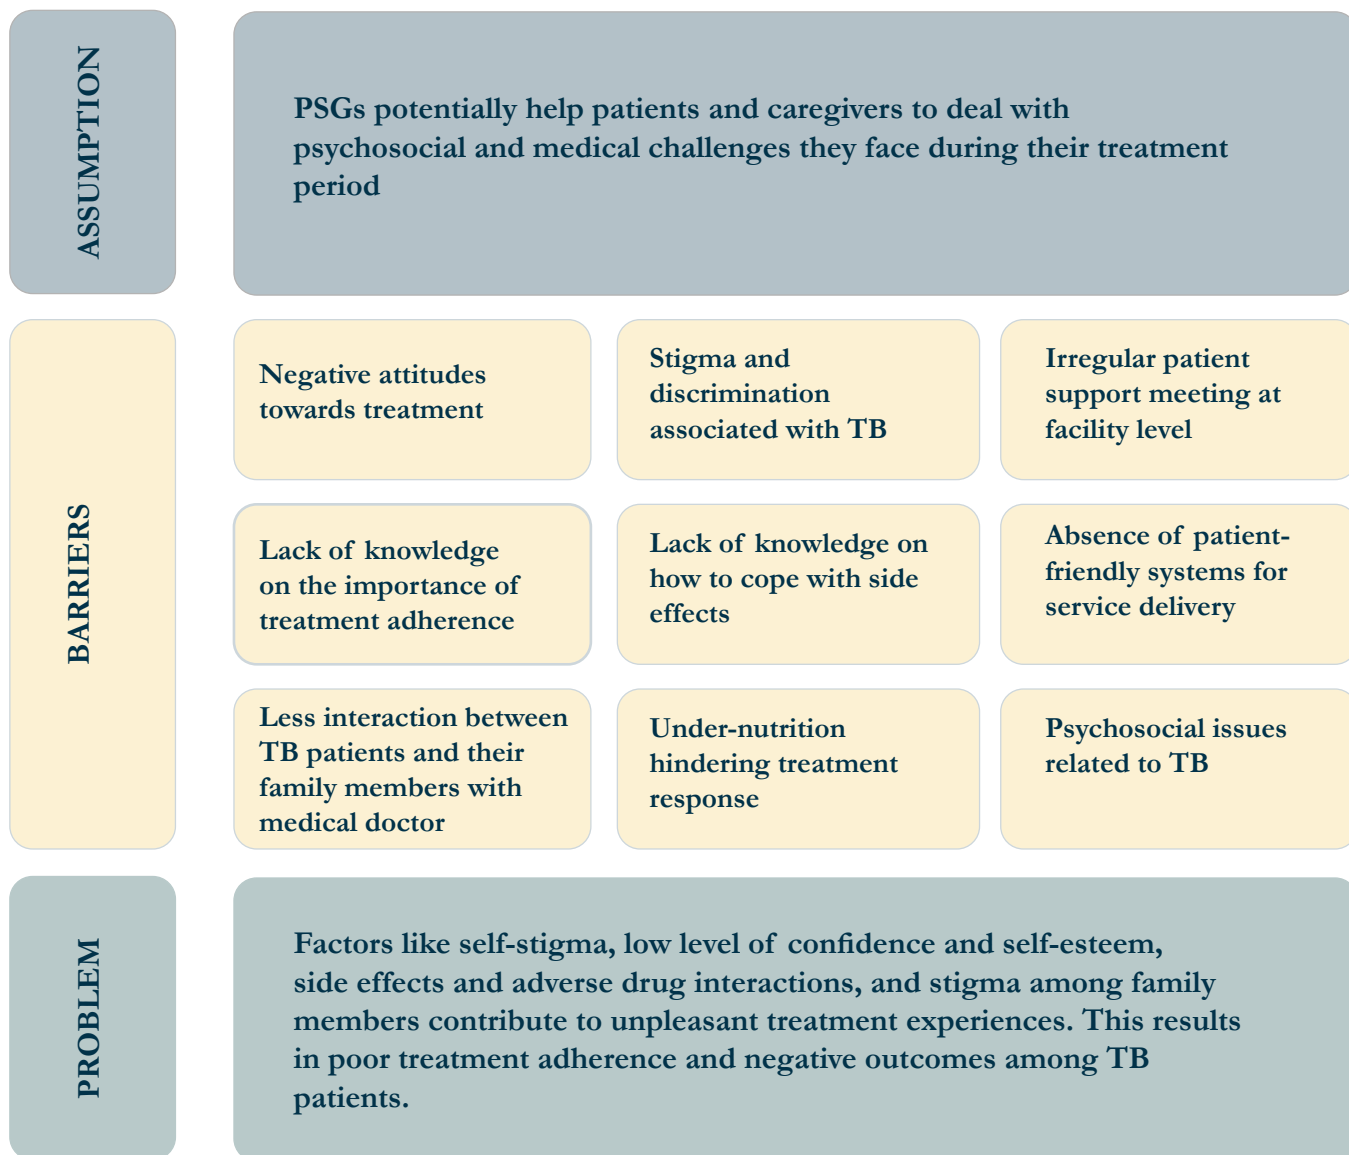 ASSUMPTION
PSGs potentially help patients and caregivers to deal with
psychosocial and medical challenges they face during their treatment
period
BARRIERS
Negative attitudes
towards treatment
Stigma and
discrimination
associated with TB
Irregular patient
support meeting at
facility level
Lack of knowledge
on the importance of
treatment adherence
Lack of knowledge on
how to cope with side
effects
Absence of patient-
friendly systems for
service delivery
Less interaction between
TB patients and their
family members with
medical doctor
Under-nutrition
hindering treatment
response
Psychosocial issues
related to TB
PROBLEM
Factors like self-stigma, low level of confidence and self-esteem,
side effects and adverse drug interactions, and stigma among family
members contribute to unpleasant treatment experiences. This results
in poor treatment adherence and negative outcomes among TB
patients.